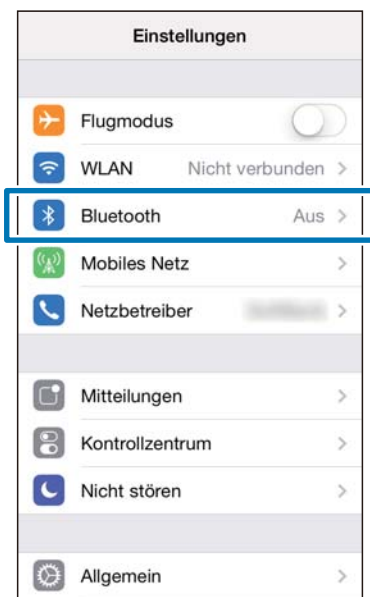 Einstellungen
Flugmodus
WLAN Nicht verbunden
Bluetooth Aus
Mobiles Netz
Netzbetreiber
Mitteilungen
Kontrollzentrum
Nicht stören
Allgemein